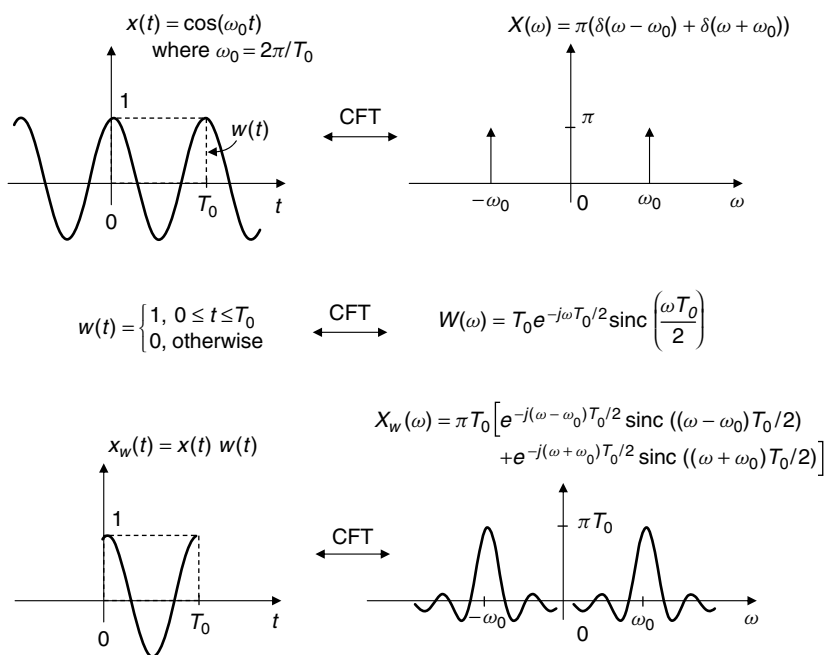 x(t) = cos(ω₀t)
where ω₀ = 2π/T₀
X(ω) = π(δ(ω − ω₀) + δ(ω + ω₀))
1
w(t)
CFT
π
0
T₀
t
−ω₀
0
ω₀
ω
w(t) = {1, 0 ≤ t ≤ T₀
0, otherwise
CFT
W(ω) = T₀e^{−jωT₀/2} sinc (ωT₀/2)
x_w(t) = x(t) w(t)
X_w(ω) = πT₀[e^{−j(ω − ω₀)T₀/2} sinc ((ω − ω₀)T₀/2)
+e^{−j(ω + ω₀)T₀/2} sinc ((ω + ω₀)T₀/2)]
1
CFT
πT₀
0
T₀
t
−ω₀
0
ω₀
ω